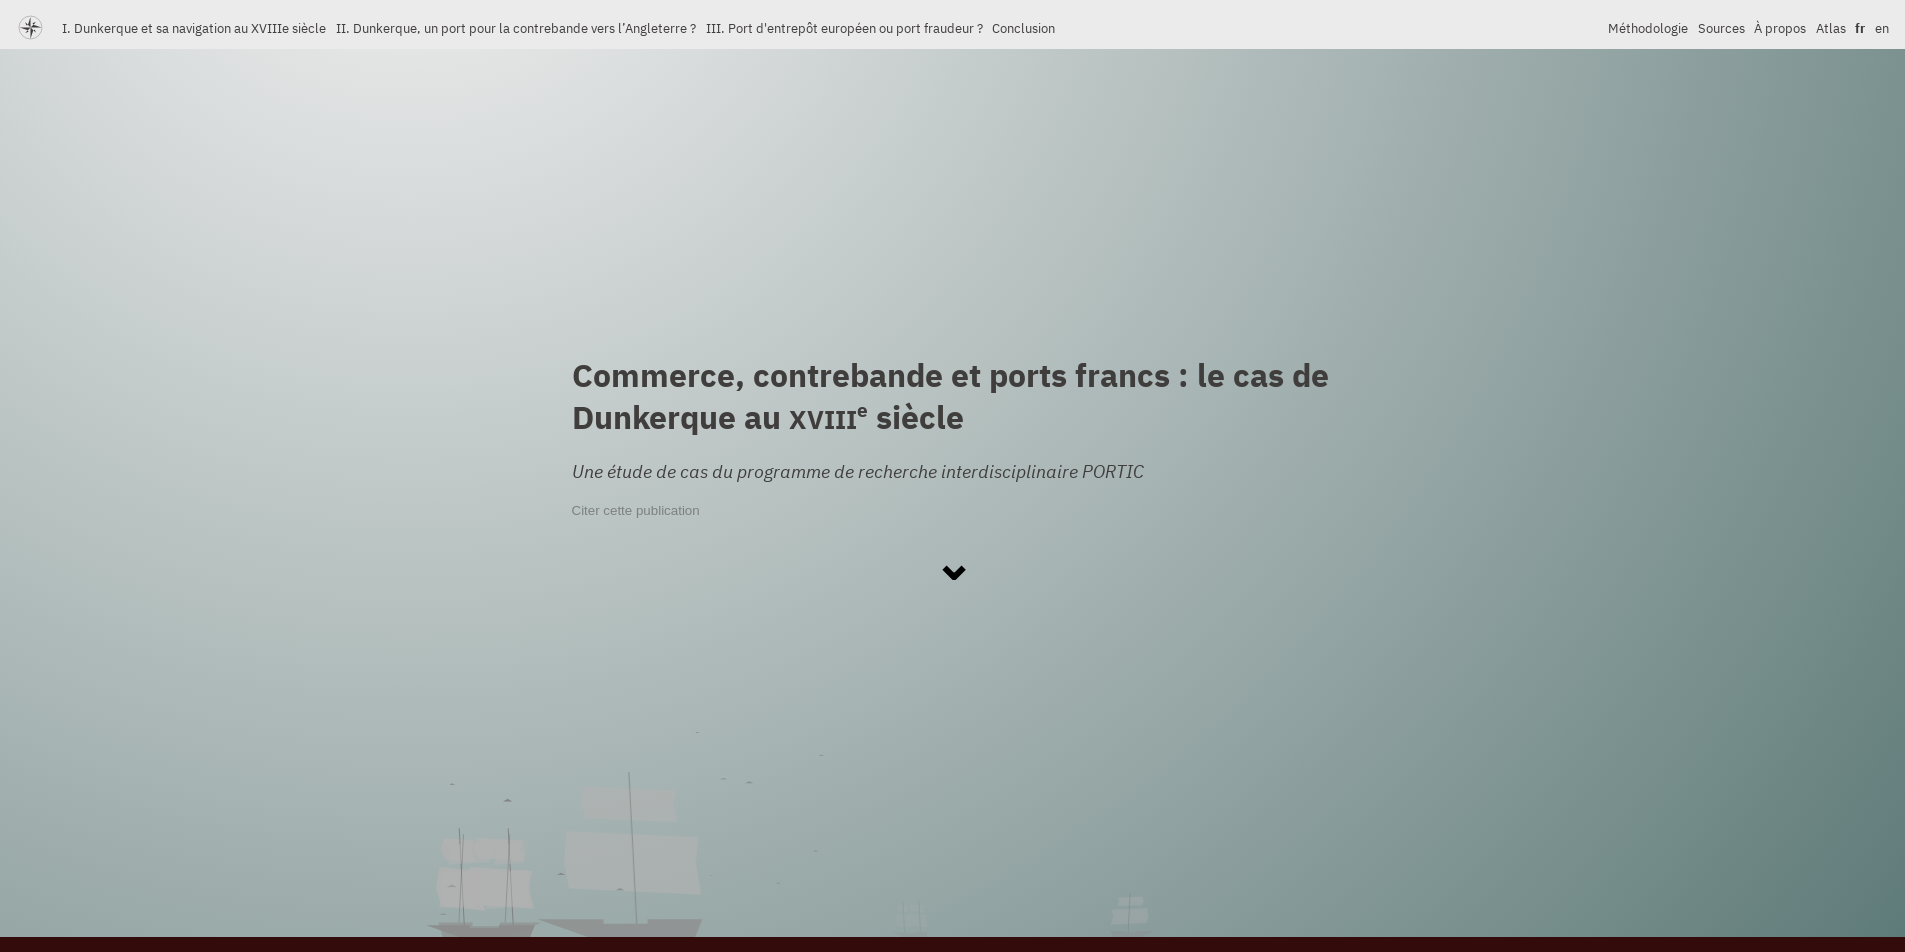 I. Dunkerque et sa navigation au XVIIIe siècle II. Dunkerque, un port pour la contrebande vers l’Angleterre ? III. Port d'entrepôt européen ou port fraudeur ? Conclusion Méthodologie Sources À propos Atlas fr en
Commerce, contrebande et ports francs : le cas de
Dunkerque au XVIIIe siècle
Une étude de cas du programme de recherche interdisciplinaire PORTIC
Citer cette publication